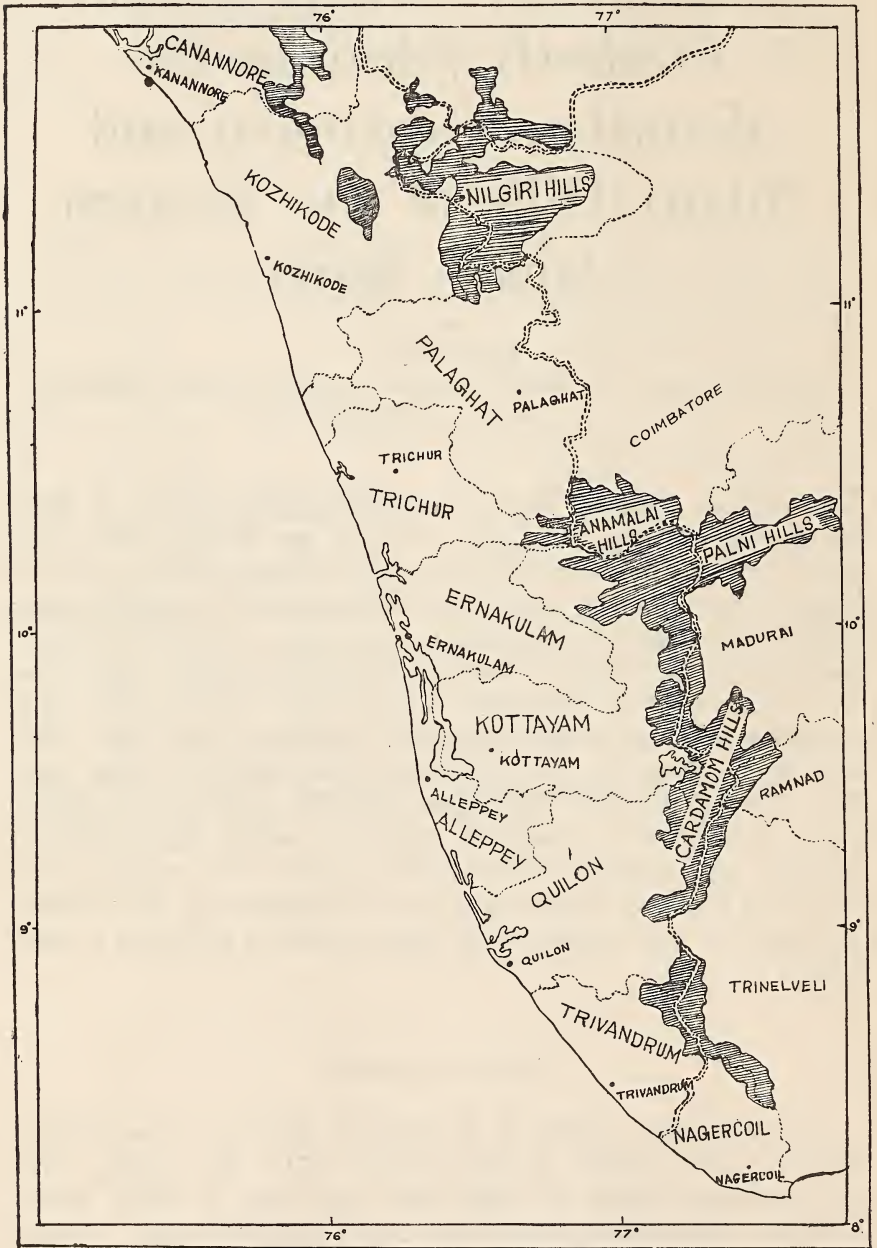 76°
77°
CANANNORE
KANANNORE
KOZHIKODE
NILGIRI HILLS
KOZHIKODE
11°
11°
PALAGHAT
PALAGHAT
COIMBATORE
TRICHUR
TRICHUR
ANAMALAI
HILLS
PALNI HILLS
ERNAKULAM
10°
10°
ERNAKULAM
MADURAI
KOTTAYAM
KOTTAYAM
CARDAMOM HILLS
RAMNAD
ALLEPPEY
ALLEPPEY
QUILON
9°
9°
QUILON
TRINELVELI
TRIVANDRUM
TRIVANDRUM
NAGERCOIL
NAGERCOIL
76°
77°
8°